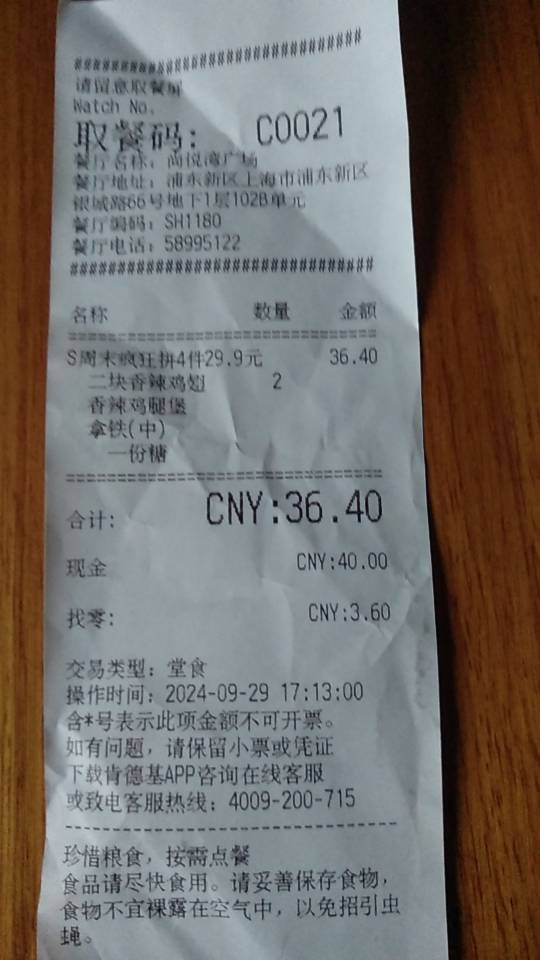 ################################
请留意取餐屏
Watch No.
取餐码: C0021
餐厅名称: 尚悦湾广场
餐厅地址: 浦东新区上海市浦东新区
银城路66号地下1层102B单元
餐厅编码: SH1180
餐厅电话: 58995122
################################
名称 数量 金额
================================
S周末疯狂拼4件29.9元 36.40
二块香辣鸡翅 2
香辣鸡腿堡
拿铁(中)
一份糖
================================
合计: CNY:36.40
现金 CNY:40.00
找零: CNY:3.60
交易类型: 堂食
操作时间: 2024-09-29 17:13:00
含*号表示此项金额不可开票。
如有问题, 请保留小票或凭证
下载肯德基APP咨询在线客服
或致电客服热线: 4009-200-715
--------------------------------
珍惜粮食, 按需点餐
食品请尽快食用。请妥善保存食物,
食物不宜裸露在空气中, 以免招引虫
蝇。